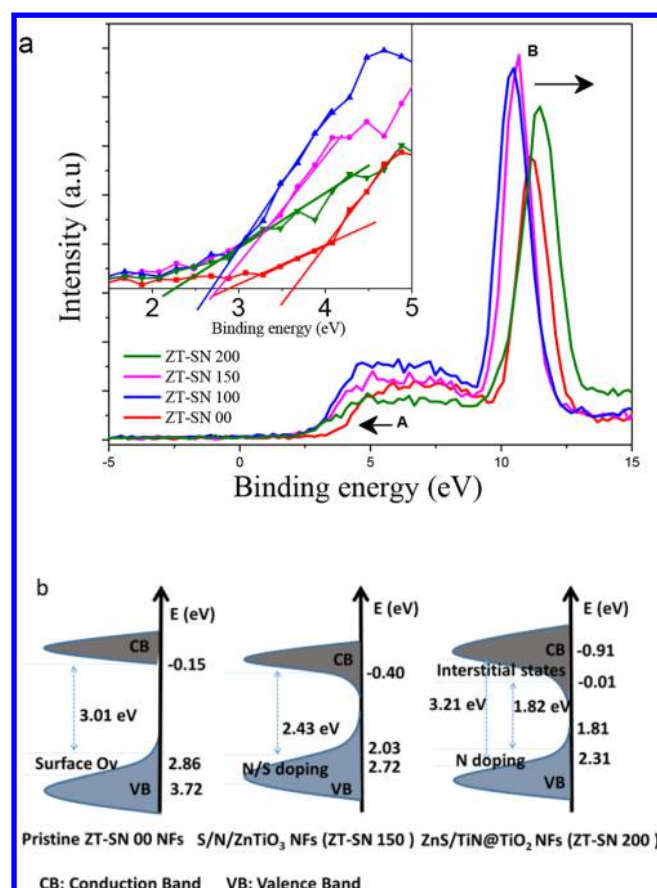 a
B
Intensity (a.u)
2 3 4 5
Binding energy (eV)
ZT-SN 200
ZT-SN 150
ZT-SN 100
ZT-SN 00
A
-5 0 5 10 15
Binding energy (eV)
b
E (eV)
CB
-0.15
3.01 eV
Surface Ov
2.86
VB
3.72
E (eV)
CB
-0.40
2.43 eV
2.03
N/S doping
2.72
VB
E (eV)
CB
-0.91
Interstitial states
-0.01
3.21 eV
1.82 eV
1.81
N doping
2.31
VB
Pristine ZT-SN 00 NFs S/N/ZnTiO₃ NFs (ZT-SN 150 ) ZnS/TiN@TiO₂ NFs (ZT-SN 200 )
CB: Conduction Band VB: Valence Band